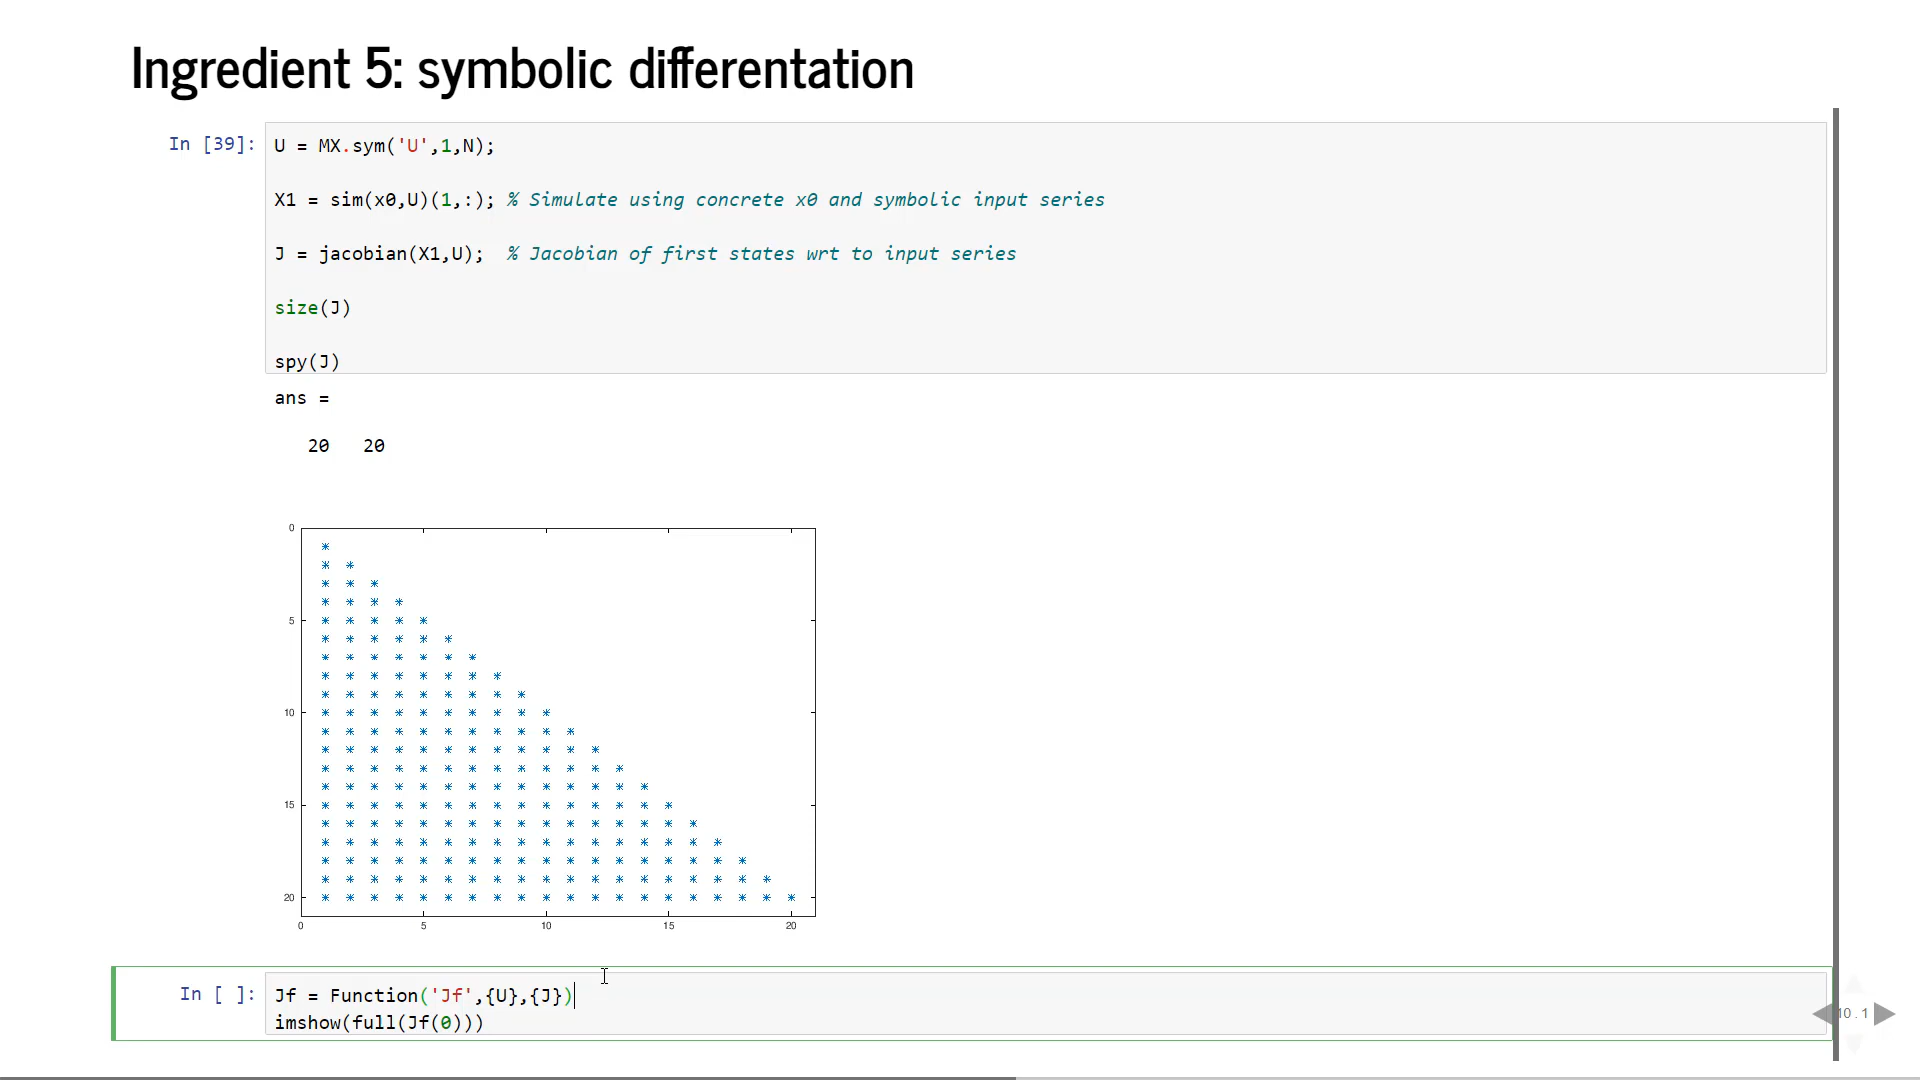 Ingredient 5: symbolic differentation
In [39]:
U = MX.sym('U',1,N);
X1 = sim(x0,U)(1,:); % Simulate using concrete x0 and symbolic input series
J = jacobian(X1,U);  % Jacobian of first states wrt to input series
size(J)
spy(J)
ans =
20   20
0
5
10
15
20
0 5 10 15 20
In [ ]:
Jf = Function('Jf',{U},{J})
imshow(full(Jf(0)))
10.1